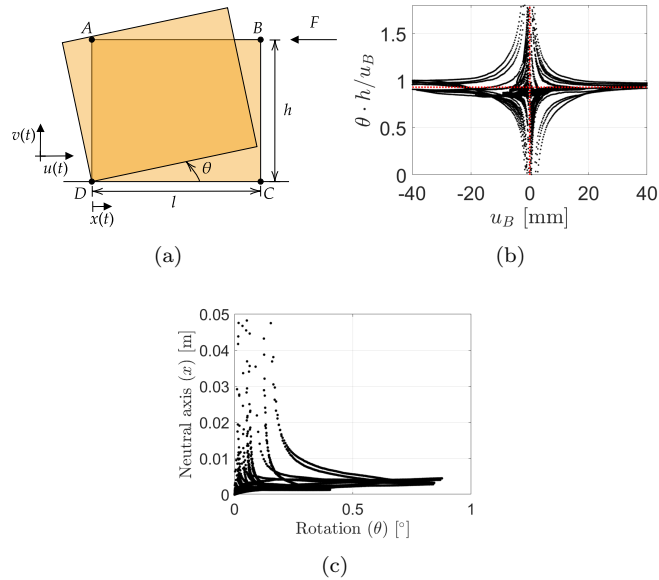 A
B
F
h
v(t)
u(t)
θ
D
l
C
x(t)
(a)
θ · h/u_B
1.5
1
0.5
0
-40
-20
0
20
40
u_B [mm]
(b)
Neutral axis (x) [m]
0.05
0.04
0.03
0.02
0.01
0
0
0.5
1
Rotation (θ) [°]
(c)